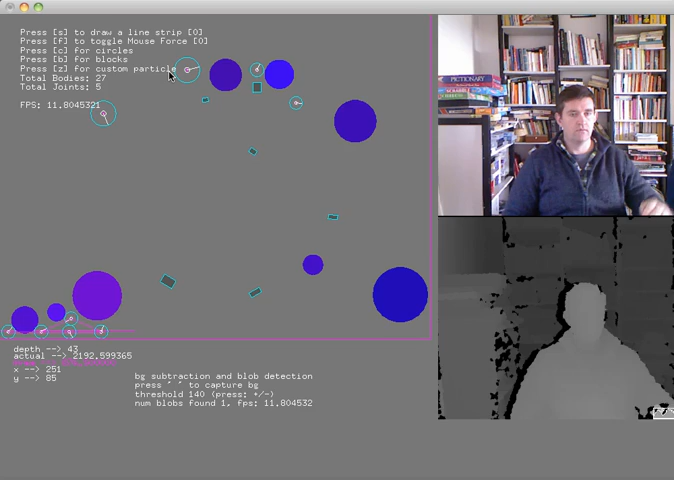 Press [s] to draw a line strip [0]
Press [f] to toggle Mouse Force [0]
Press [c] for circles
Press [b] for blocks
Press [z] for custom particle
Total Bodies: 27
Total Joints: 5
FPS: 11.8045321
PICTIONARY
depth --> 43
actual --> 2192.599365
x --> 251
y --> 85
bg subtraction and blob detection
press ' ' to capture bg
threshold 140 (press: +/-)
num blobs found 1, fps: 11.804532